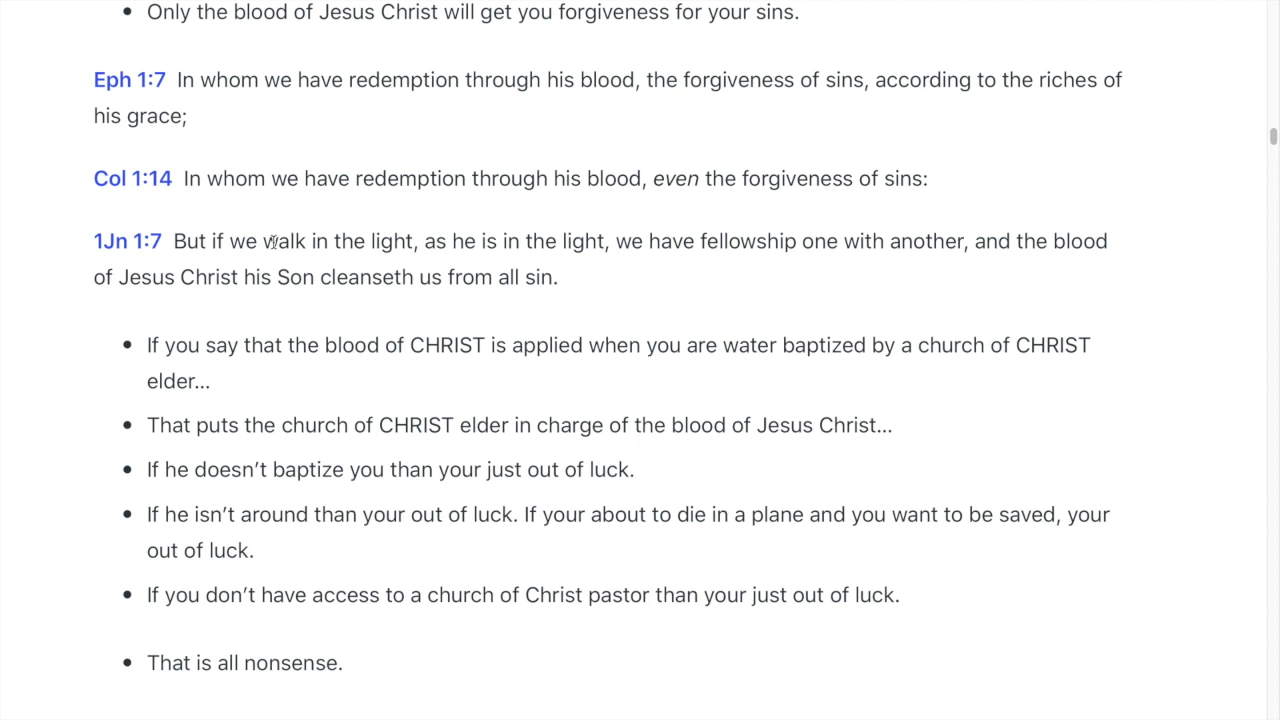 • Only the blood of Jesus Christ will get you forgiveness for your sins.
Eph 1:7 In whom we have redemption through his blood, the forgiveness of sins, according to the riches of
his grace;
Col 1:14 In whom we have redemption through his blood, even the forgiveness of sins:
1Jn 1:7 But if we walk in the light, as he is in the light, we have fellowship one with another, and the blood
of Jesus Christ his Son cleanseth us from all sin.
• If you say that the blood of CHRIST is applied when you are water baptized by a church of CHRIST
elder...
• That puts the church of CHRIST elder in charge of the blood of Jesus Christ...
• If he doesn’t baptize you than your just out of luck.
• If he isn’t around than your out of luck. If your about to die in a plane and you want to be saved, your
out of luck.
• If you don’t have access to a church of Christ pastor than your just out of luck.
• That is all nonsense.